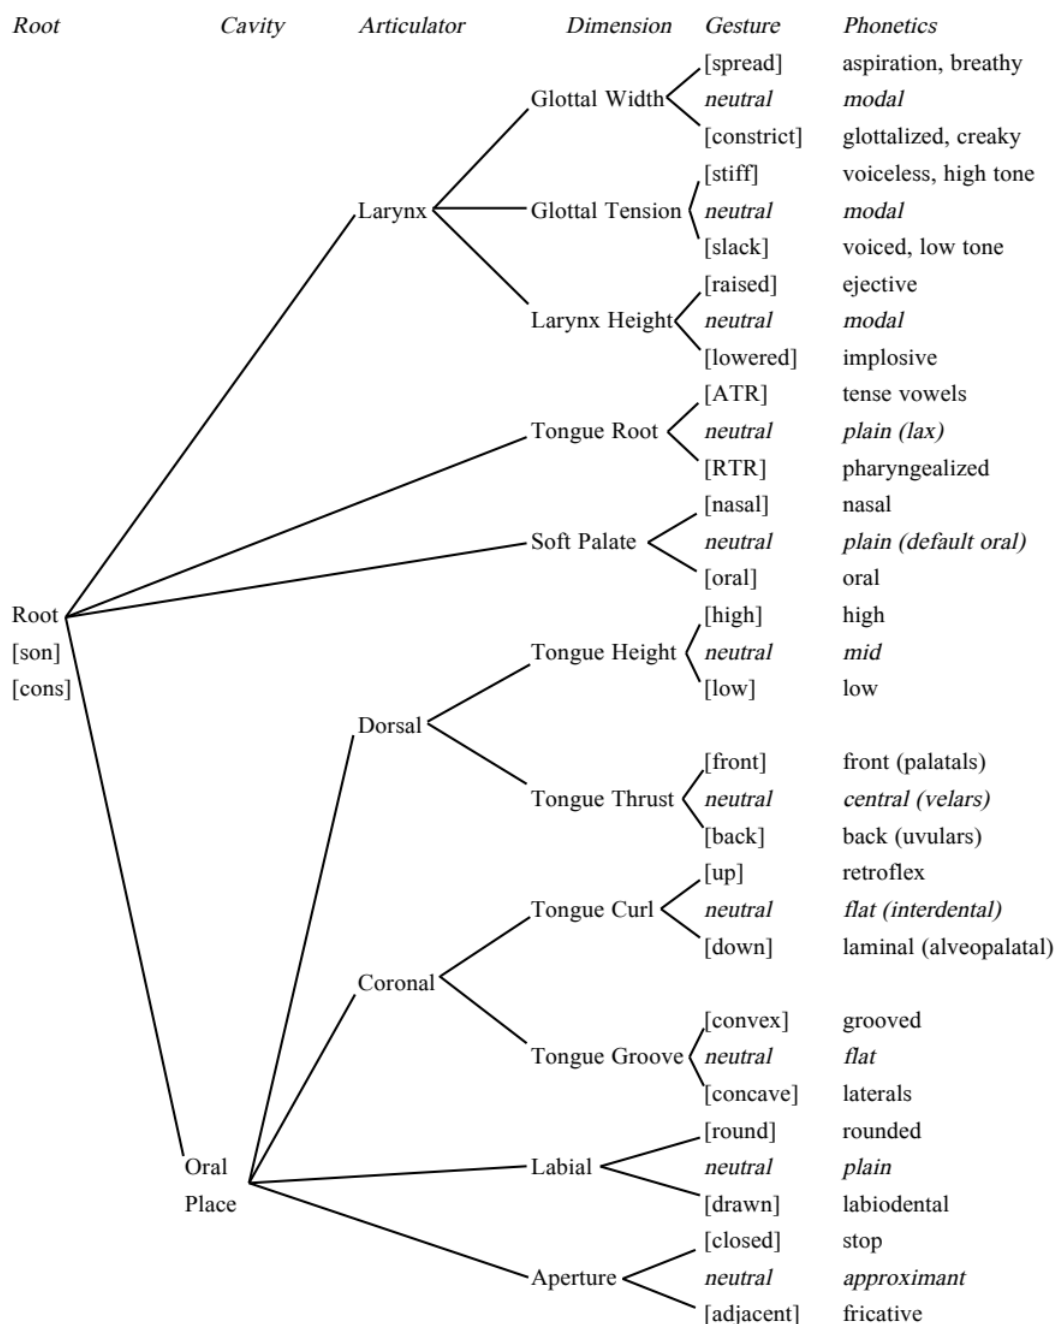 Root Cavity Articulator Dimension Gesture Phonetics
[spread] aspiration, breathy
Glottal Width neutral modal
[constrict] glottalized, creaky
[stiff] voiceless, high tone
Larynx Glottal Tension neutral modal
[slack] voiced, low tone
[raised] ejective
Larynx Height neutral modal
[lowered] implosive
[ATR] tense vowels
Tongue Root neutral plain (lax)
[RTR] pharyngealized
[nasal] nasal
Soft Palate neutral plain (default oral)
[oral] oral
Root [high] high
[son] Tongue Height neutral mid
[cons] [low] low
Dorsal
[front] front (palatals)
Tongue Thrust neutral central (velars)
[back] back (uvulars)
[up] retroflex
Tongue Curl neutral flat (interdental)
[down] laminal (alveopalatal)
Coronal
[convex] grooved
Tongue Groove neutral flat
[concave] laterals
[round] rounded
Oral Labial neutral plain
Place [drawn] labiodental
[closed] stop
Aperture neutral approximant
[adjacent] fricative